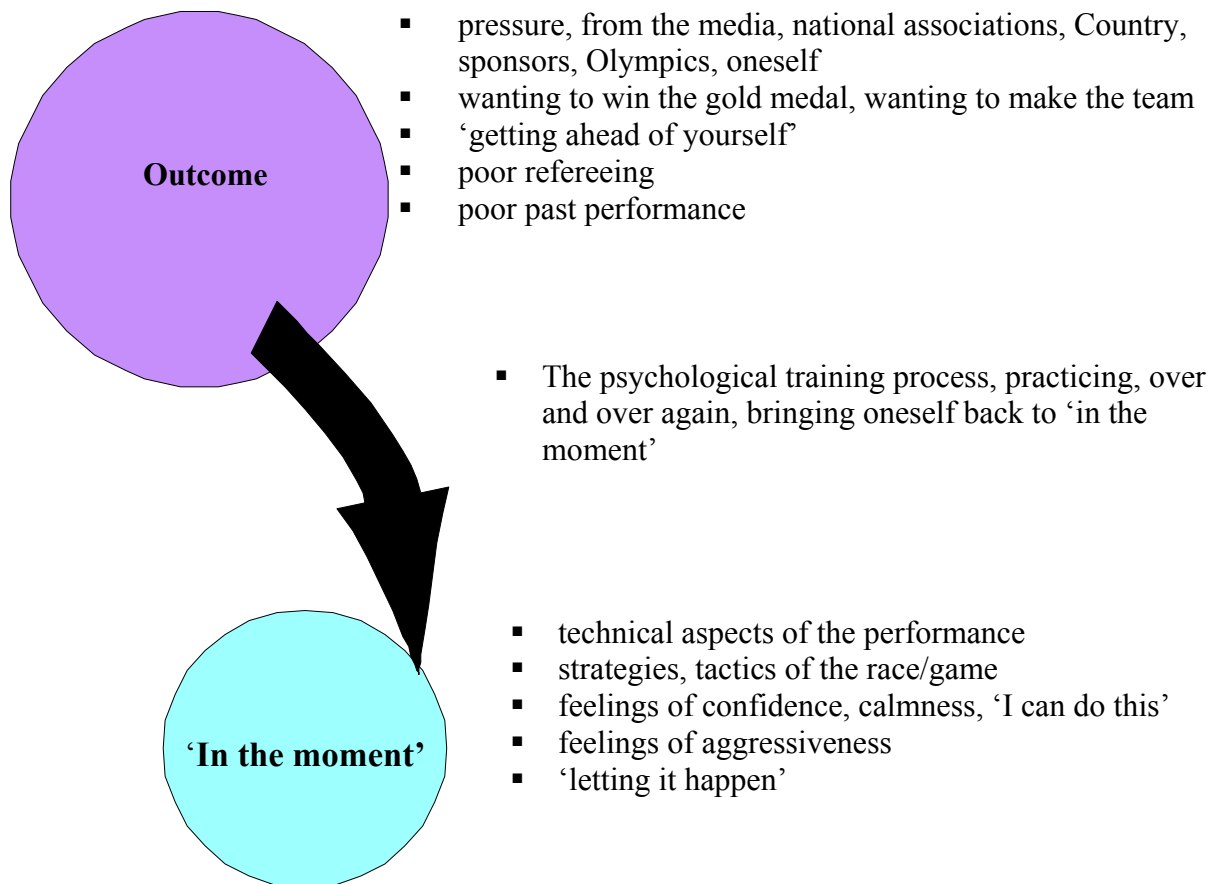 ▪ pressure, from the media, national associations, Country,
sponsors, Olympics, oneself
▪ wanting to win the gold medal, wanting to make the team
▪ ‘getting ahead of yourself’
▪ poor refereeing
▪ poor past performance
Outcome
▪ The psychological training process, practicing, over
and over again, bringing oneself back to ‘in the
moment’
▪ technical aspects of the performance
▪ strategies, tactics of the race/game
▪ feelings of confidence, calmness, ‘I can do this’
▪ feelings of aggressiveness
▪ ‘letting it happen’
‘In the moment’